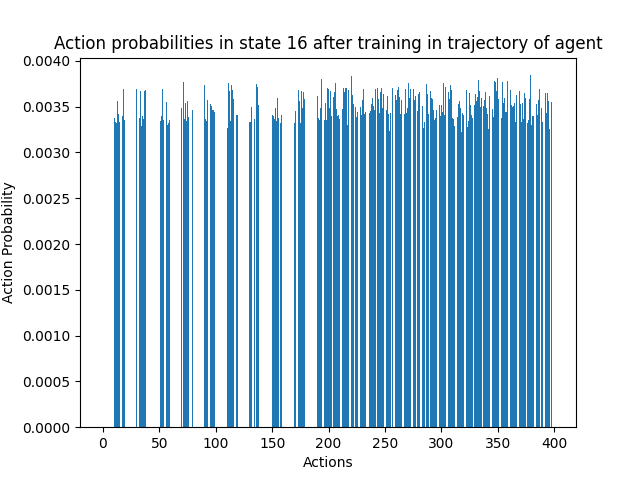 Action probabilities in state 16 after training in trajectory of agent
0.0040
0.0035
0.0030
0.0025
0.0020
0.0015
0.0010
0.0005
0.0000
Action Probability
0 50 100 150 200 250 300 350 400
Actions